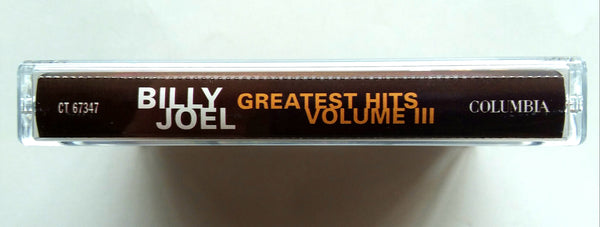 CT 67347
BILLY
JOEL
GREATEST HITS
VOLUME III
COLUMBIA